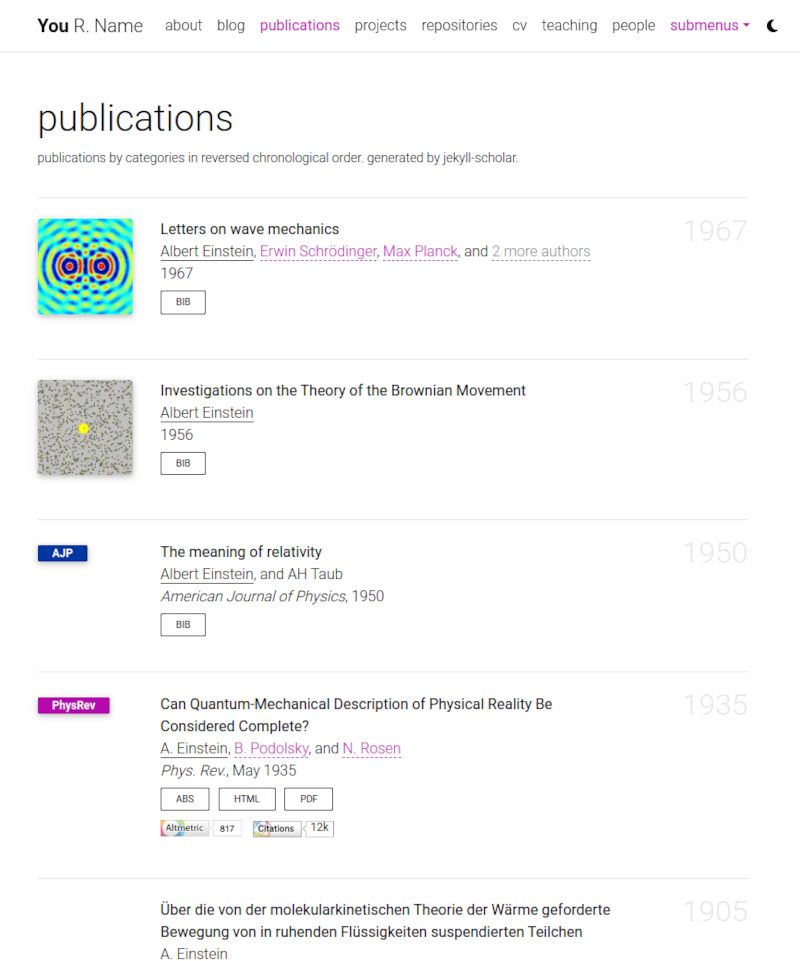 You R. Name about blog publications projects repositories cv teaching people submenus
publications
publications by categories in reversed chronological order. generated by jekyll-scholar.
1967
Letters on wave mechanics
Albert Einstein, Erwin Schrödinger, Max Planck, and 2 more authors
1967
BIB
1956
Investigations on the Theory of the Brownian Movement
Albert Einstein
1956
BIB
1950
AJP
The meaning of relativity
Albert Einstein, and AH Taub
American Journal of Physics, 1950
BIB
1935
PhysRev
Can Quantum-Mechanical Description of Physical Reality Be
Considered Complete?
A. Einstein, B. Podolsky, and N. Rosen
Phys. Rev., May 1935
ABS HTML PDF
Altmetric 817 Citations 12k
1905
Über die von der molekularkinetischen Theorie der Wärme geforderte
Bewegung von in ruhenden Flüssigkeiten suspendierten Teilchen
A. Einstein